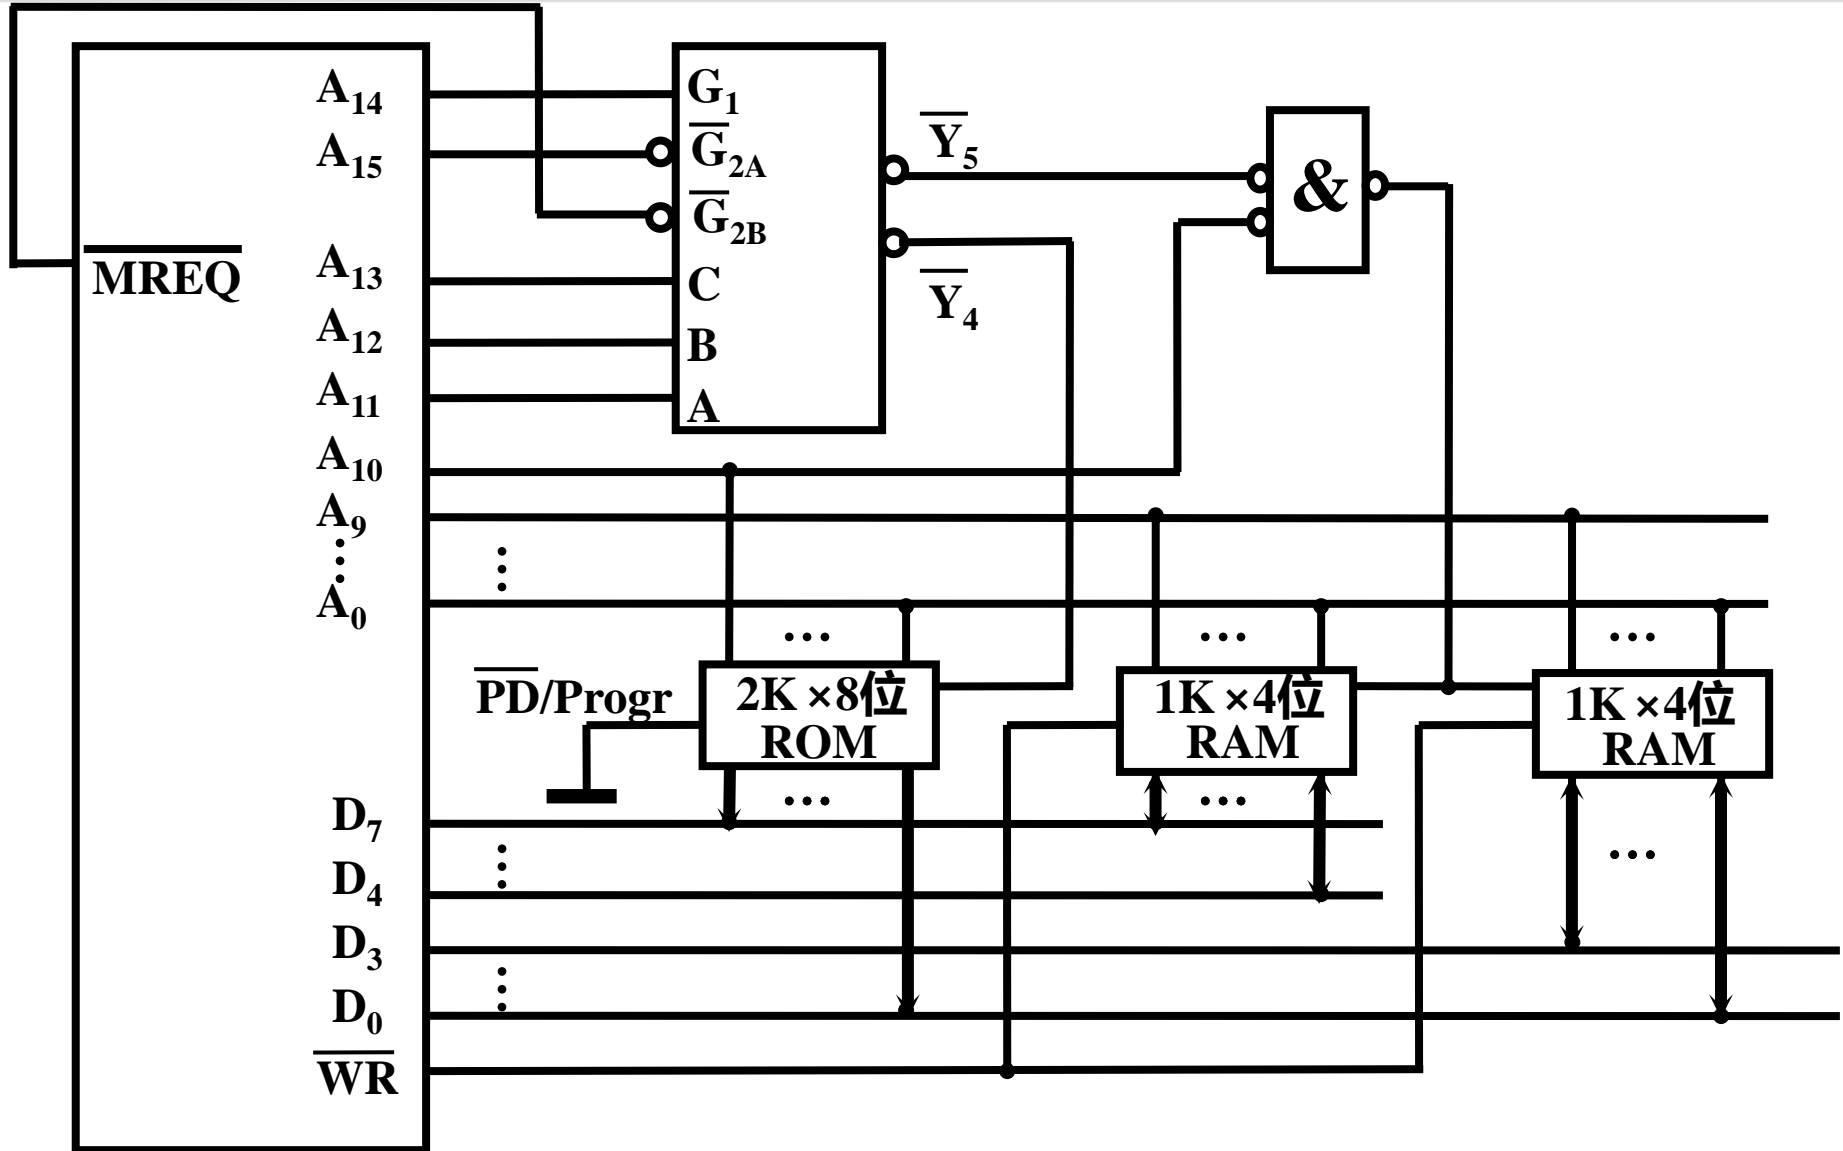 A14
A15
MREQ
A13
A12
A11
A10
A9
⋮
A0
G1
G2A
G2B
C
B
A
Y5
Y4
&
⋮
... ... ...
PD/Progr
2K ×8位
ROM
1K ×4位
RAM
1K ×4位
RAM
... ... ...
D7
⋮
D4
D3
⋮
D0
WR